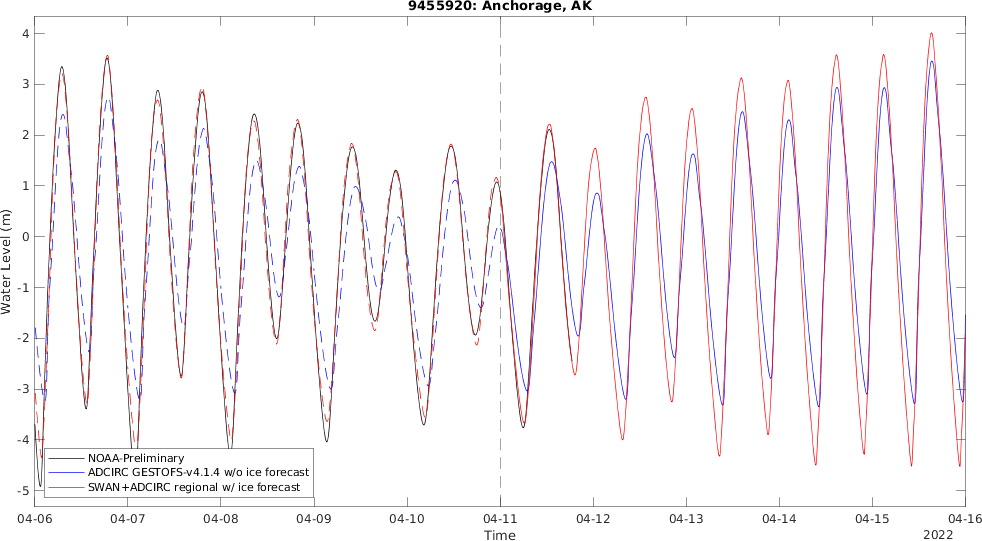 9455920: Anchorage, AK
Water Level (m)
4
3
2
1
0
-1
-2
-3
-4
-5
NOAA-Preliminary
ADCIRC GESTOFS-v4.1.4 w/o ice forecast
SWAN+ADCIRC regional w/ ice forecast
04-06 04-07 04-08 04-09 04-10 04-11 04-12 04-13 04-14 04-15 04-16
Time
2022